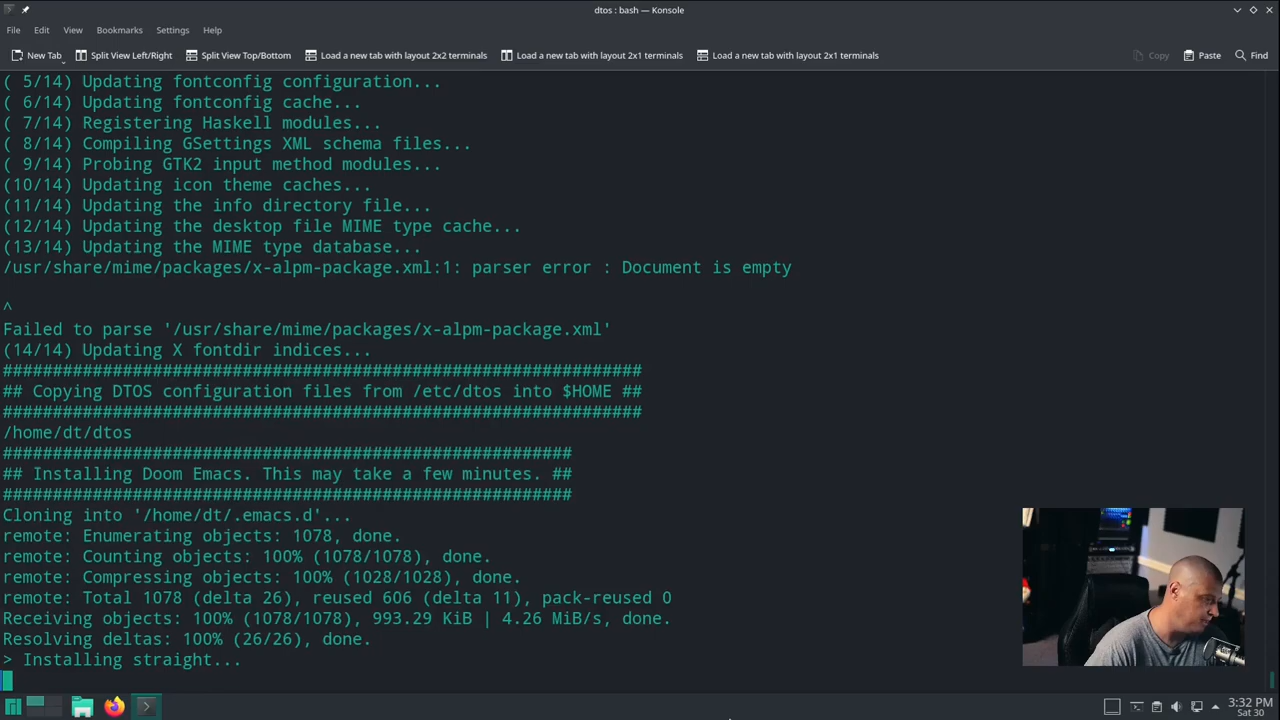 dtos : bash — Konsole
File Edit View Bookmarks Settings Help
New Tab Split View Left/Right Split View Top/Bottom Load a new tab with layout 2x2 terminals Load a new tab with layout 2x1 terminals Load a new tab with layout 2x1 terminals Copy Paste Find
( 5/14) Updating fontconfig configuration...
( 6/14) Updating fontconfig cache...
( 7/14) Registering Haskell modules...
( 8/14) Compiling GSettings XML schema files...
( 9/14) Probing GTK2 input method modules...
(10/14) Updating icon theme caches...
(11/14) Updating the info directory file...
(12/14) Updating the desktop file MIME type cache...
(13/14) Updating the MIME type database...
/usr/share/mime/packages/x-alpm-package.xml:1: parser error : Document is empty
^
Failed to parse '/usr/share/mime/packages/x-alpm-package.xml'
(14/14) Updating X fontdir indices...
################################################################
## Copying DTOS configuration files from /etc/dtos into $HOME ##
################################################################
/home/dt/dtos
#########################################################
## Installing Doom Emacs. This may take a few minutes. ##
#########################################################
Cloning into '/home/dt/.emacs.d'...
remote: Enumerating objects: 1078, done.
remote: Counting objects: 100% (1078/1078), done.
remote: Compressing objects: 100% (1028/1028), done.
remote: Total 1078 (delta 26), reused 606 (delta 11), pack-reused 0
Receiving objects: 100% (1078/1078), 993.29 KiB | 4.26 MiB/s, done.
Resolving deltas: 100% (26/26), done.
> Installing straight...
3:32 PM
Sat 30